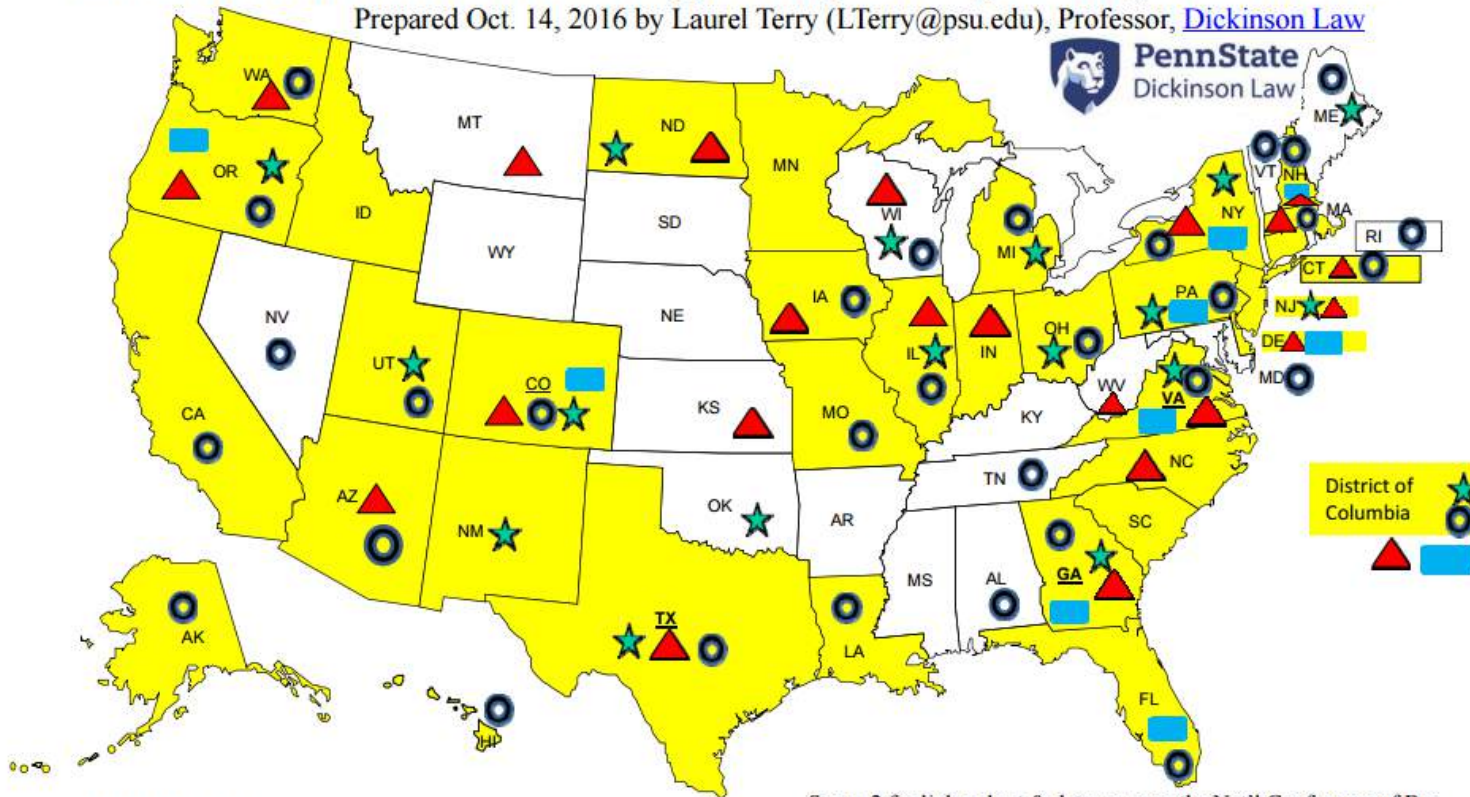 Prepared Oct. 14, 2016 by Laurel Terry (LTerry@psu.edu), Professor, Dickinson Law
PennState
Dickinson Law
WA
MT
ND
MN
ME
VT
NH
OR
ID
SD
WI
MI
NY
MA
RI
WY
CT
IA
PA
NJ
NV
NE
OH
DE
UT
CO
IL
IN
MD
WV
CA
KS
MO
KY
VA
TN
NC
AZ
NM
OK
AR
SC
District of
Columbia
MS
AL
GA
AK
TX
LA
FL
HI